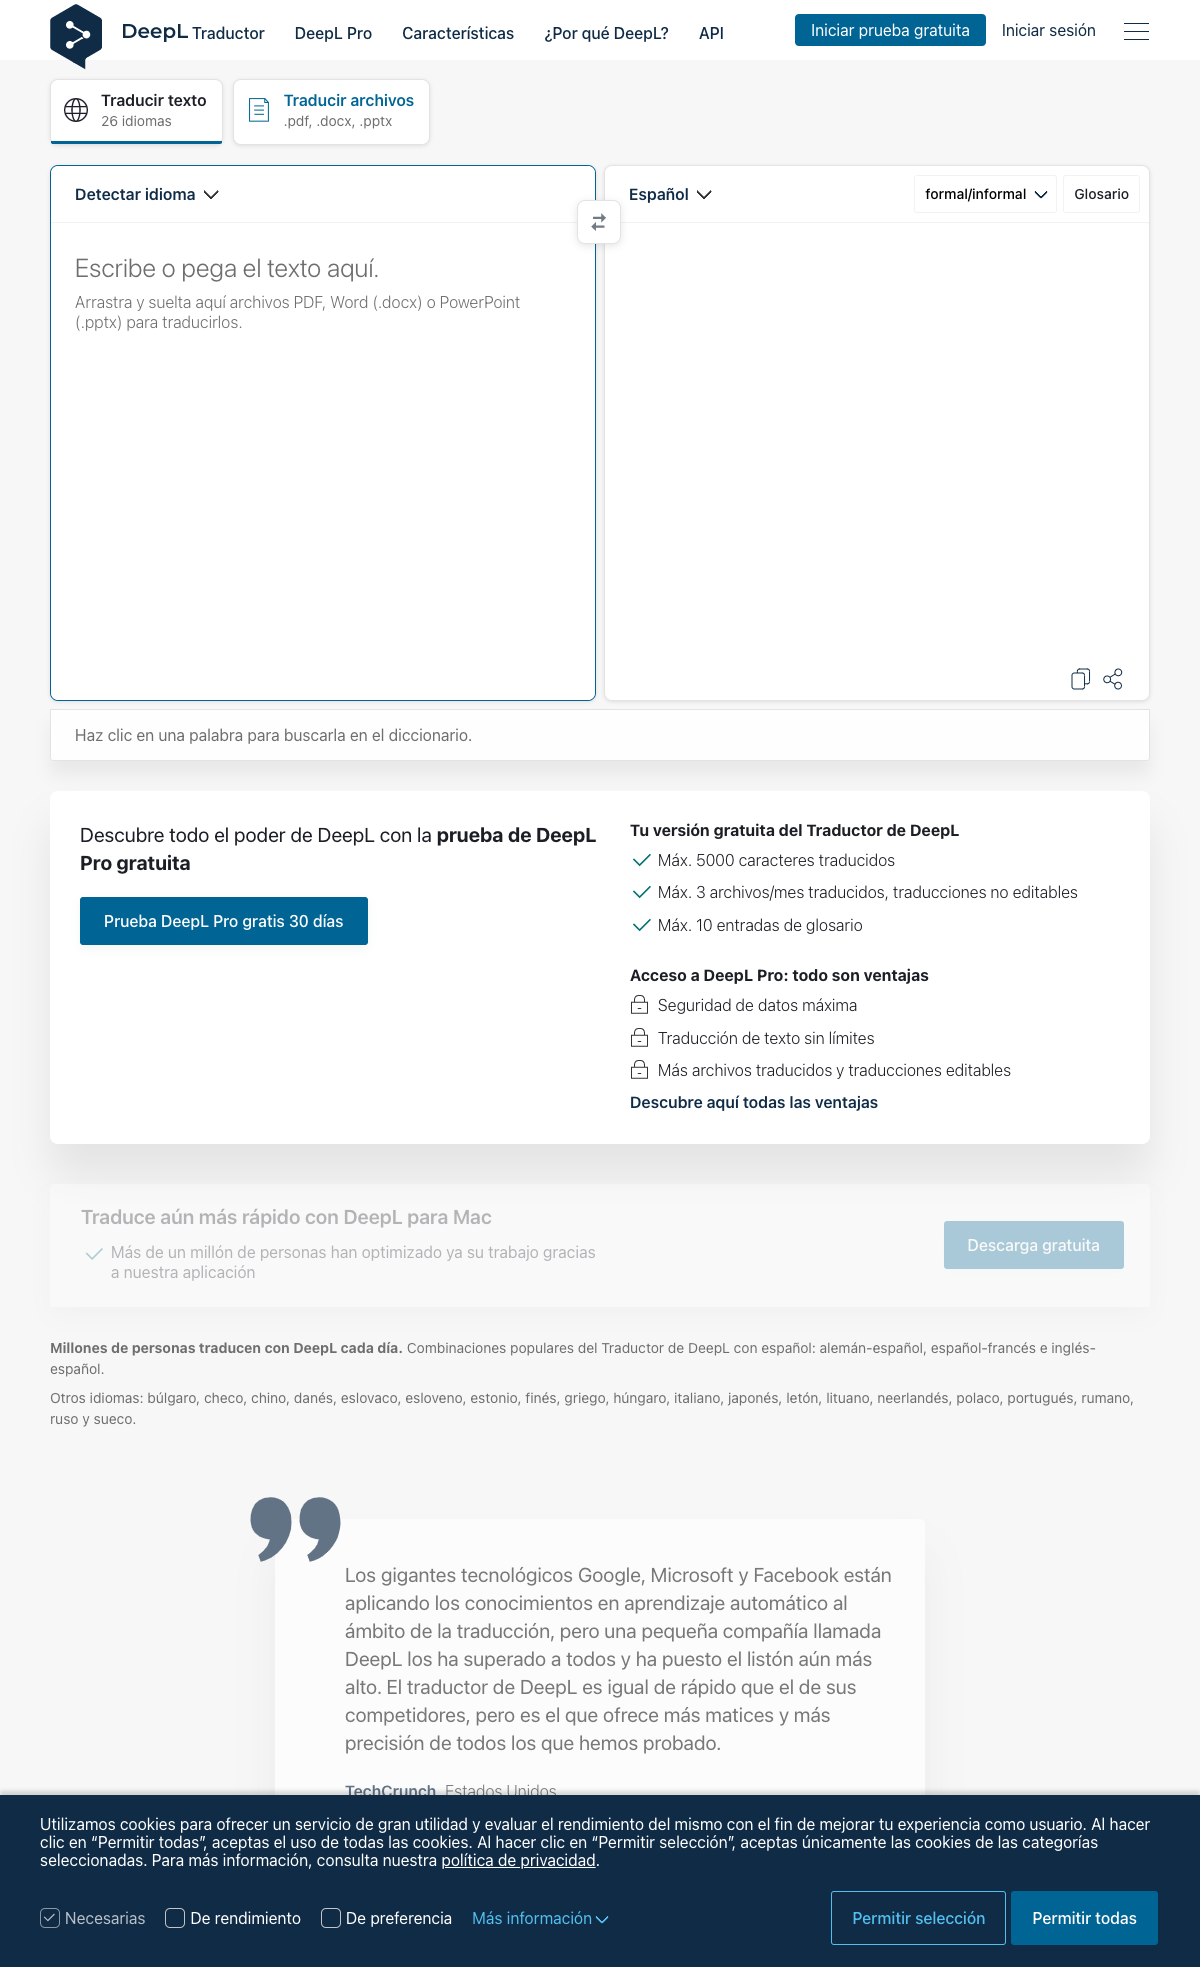 DeepL Traductor DeepL Pro Características ¿Por qué DeepL? API Iniciar prueba gratuita Iniciar sesión
Traducir texto
26 idiomas
Traducir archivos
.pdf, .docx, .pptx
Detectar idioma
Español formal/informal Glosario
Escribe o pega el texto aquí.
Arrastra y suelta aquí archivos PDF, Word (.docx) o PowerPoint
(.pptx) para traducirlos.
Haz clic en una palabra para buscarla en el diccionario.
Descubre todo el poder de DeepL con la prueba de DeepL
Pro gratuita
Prueba DeepL Pro gratis 30 días
Tu versión gratuita del Traductor de DeepL
Máx. 5000 caracteres traducidos
Máx. 3 archivos/mes traducidos, traducciones no editables
Máx. 10 entradas de glosario
Acceso a DeepL Pro: todo son ventajas
Seguridad de datos máxima
Traducción de texto sin límites
Más archivos traducidos y traducciones editables
Descubre aquí todas las ventajas
Traduce aún más rápido con DeepL para Mac
Más de un millón de personas han optimizado ya su trabajo gracias
a nuestra aplicación
Descarga gratuita
Millones de personas traducen con DeepL cada día. Combinaciones populares del Traductor de DeepL con español: alemán-español, español-francés e inglés-
español.
Otros idiomas: búlgaro, checo, chino, danés, eslovaco, esloveno, estonio, finés, griego, húngaro, italiano, japonés, letón, lituano, neerlandés, polaco, portugués, rumano,
ruso y sueco.
Los gigantes tecnológicos Google, Microsoft y Facebook están
aplicando los conocimientos en aprendizaje automático al
ámbito de la traducción, pero una pequeña compañía llamada
DeepL los ha superado a todos y ha puesto el listón aún más
alto. El traductor de DeepL es igual de rápido que el de sus
competidores, pero es el que ofrece más matices y más
precisión de todos los que hemos probado.
TechCrunch Estados Unidos
Utilizamos cookies para ofrecer un servicio de gran utilidad y evaluar el rendimiento del mismo con el fin de mejorar tu experiencia como usuario. Al hacer
clic en “Permitir todas”, aceptas el uso de todas las cookies. Al hacer clic en “Permitir selección”, aceptas únicamente las cookies de las categorías
seleccionadas. Para más información, consulta nuestra política de privacidad.
Necesarias De rendimiento De preferencia Más información Permitir selección Permitir todas